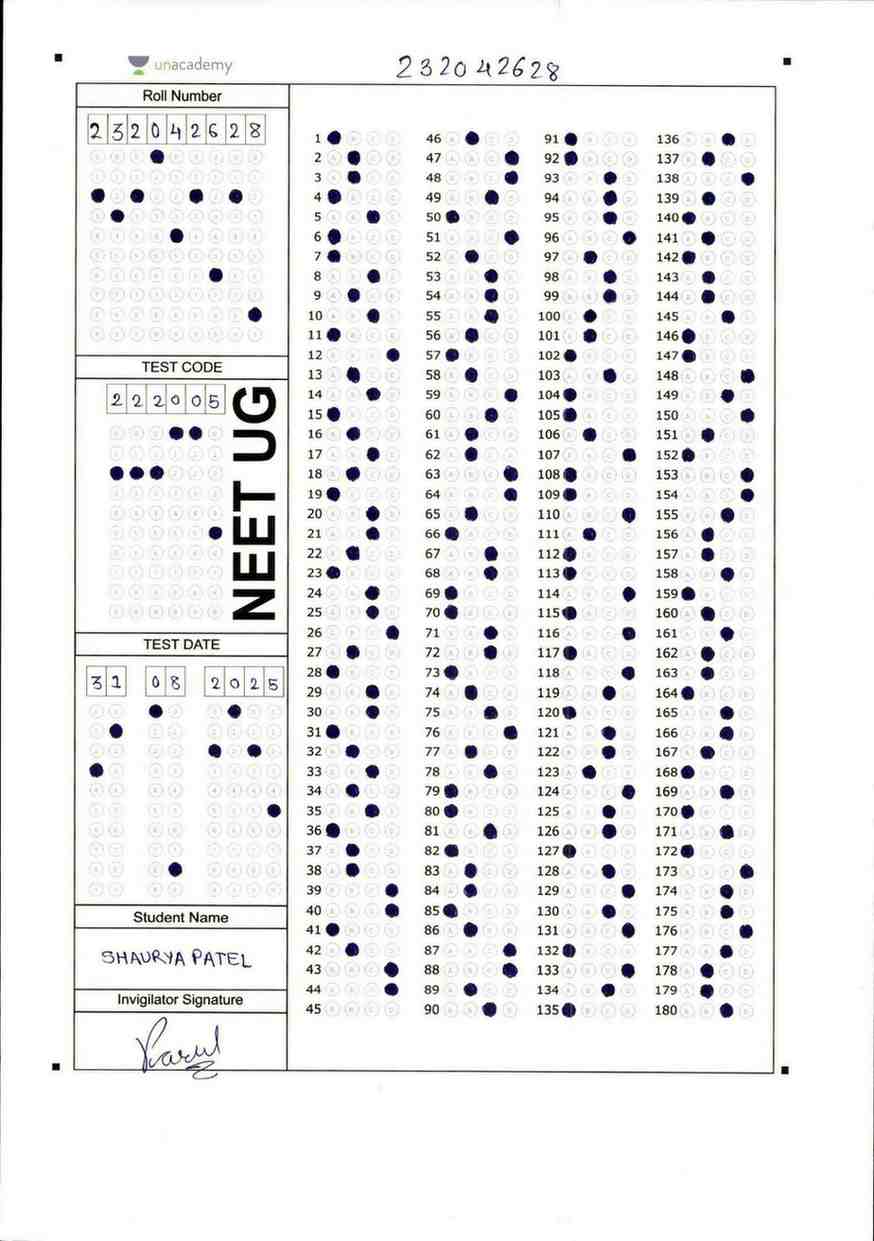 unacademy
232042628
Roll Number
2 3 2 0 4 2 6 2 8
TEST CODE
2 2 2 0 0 5
NEET UG
TEST DATE
3 1 0 8 2 0 2 5
Student Name
SHAURYA PATEL
Invigilator Signature
1 46 91 136
2 47 92 137
3 48 93 138
4 49 94 139
5 50 95 140
6 51 96 141
7 52 97 142
8 53 98 143
9 54 99 144
10 55 100 145
11 56 101 146
12 57 102 147
13 58 103 148
14 59 104 149
15 60 105 150
16 61 106 151
17 62 107 152
18 63 108 153
19 64 109 154
20 65 110 155
21 66 111 156
22 67 112 157
23 68 113 158
24 69 114 159
25 70 115 160
26 71 116 161
27 72 117 162
28 73 118 163
29 74 119 164
30 75 120 165
31 76 121 166
32 77 122 167
33 78 123 168
34 79 124 169
35 80 125 170
36 81 126 171
37 82 127 172
38 83 128 173
39 84 129 174
40 85 130 175
41 86 131 176
42 87 132 177
43 88 133 178
44 89 134 179
45 90 135 180